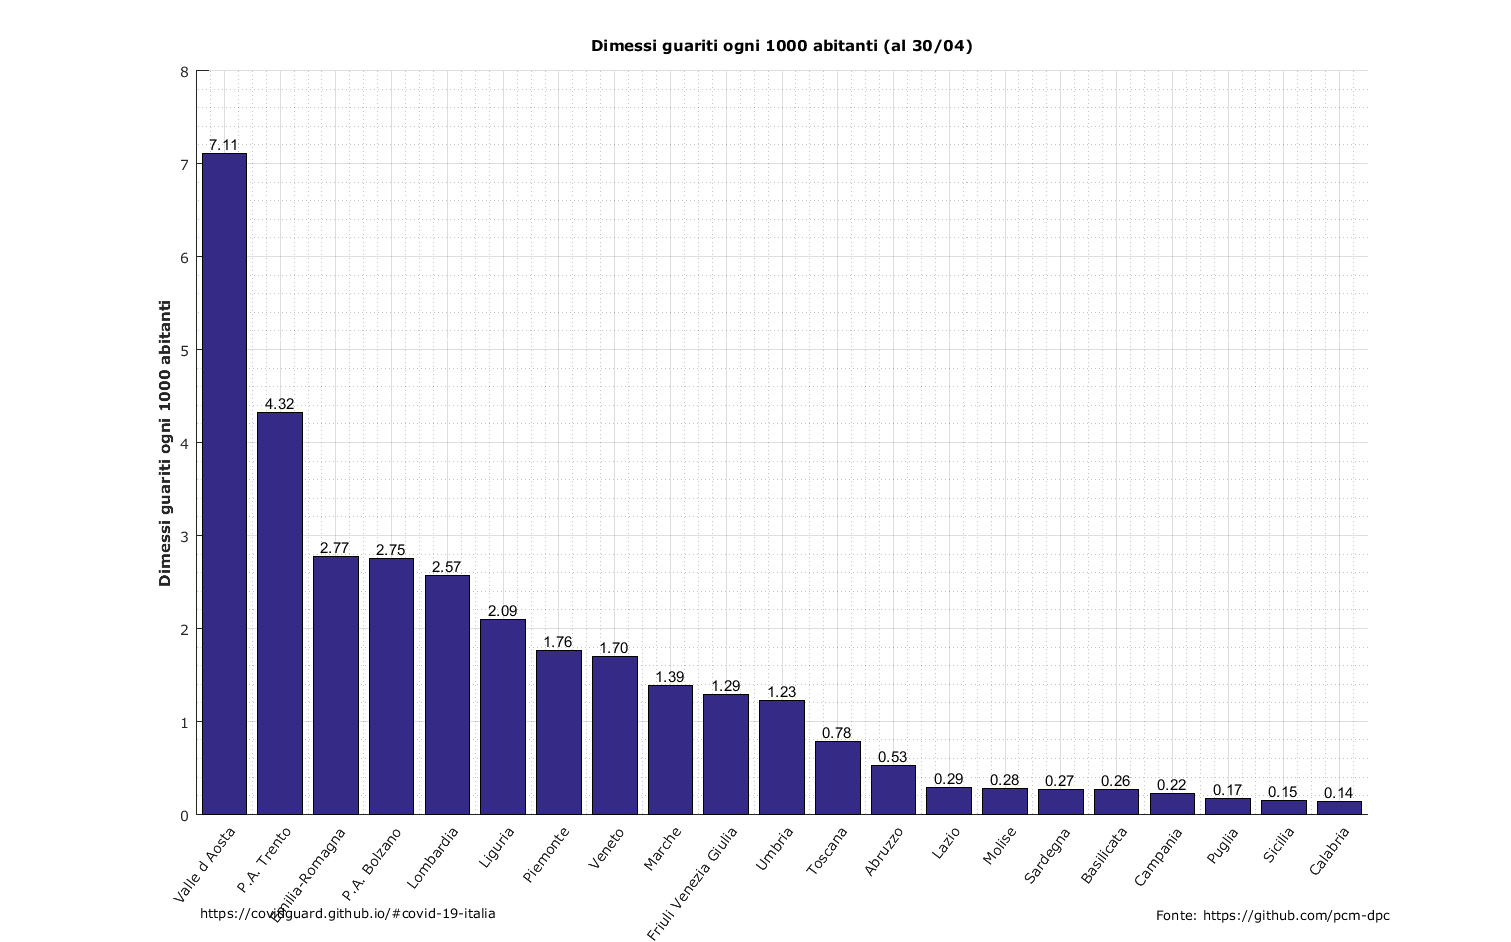 Dimessi guariti ogni 1000 abitanti (al 30/04)
Dimessi guariti ogni 1000 abitanti
8
7
6
5
4
3
2
1
0
7.11
4.32
2.77
2.75
2.57
2.09
1.76
1.70
1.39
1.29
1.23
0.78
0.53
0.29
0.28
0.27
0.26
0.22
0.17
0.15
0.14
Valle d Aosta
P.A. Trento
Emilia-Romagna
P.A. Bolzano
Lombardia
Liguria
Piemonte
Veneto
Marche
Friuli Venezia Giulia
Umbria
Toscana
Abruzzo
Lazio
Molise
Sardegna
Basilicata
Campania
Puglia
Sicilia
Calabria
https://covidguard.github.io/#covid-19-italia
Fonte: https://github.com/pcm-dpc